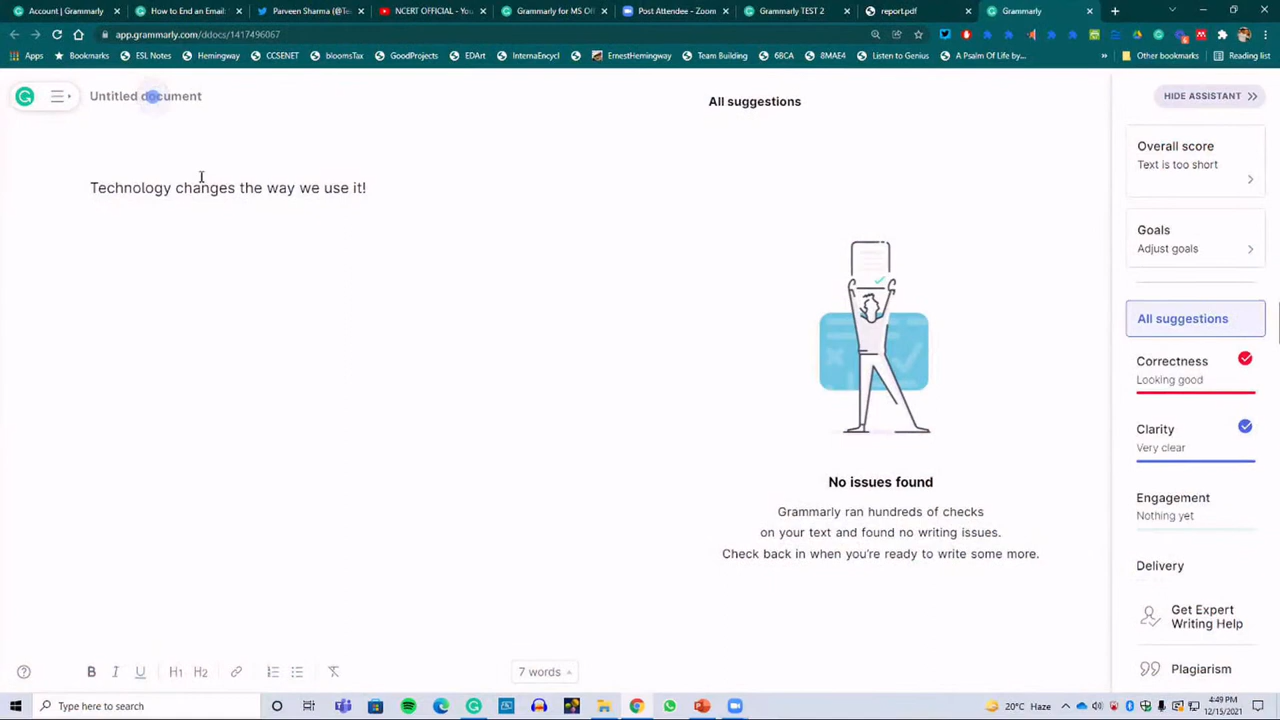 Account | Grammarly
How to End an Email:
Parveen Sharma (@Te
NCERT OFFICIAL - You
Grammarly for MS Off
Post Attendee - Zoom
Grammarly TEST 2
report.pdf
Grammarly
app.grammarly.com/ddocs/1417496067
Apps
Bookmarks
ESL Notes
Hemingway
CCSENET
bloomsTax
GoodProjects
EDArt
InternaEncycl
ErnestHemingway
Team Building
6BCA
8MAE4
Listen to Genius
A Psalm Of Life by...
Other bookmarks
Reading list
Untitled document
All suggestions
HIDE ASSISTANT
Technology changes the way we use it!
Overall score
Text is too short
Goals
Adjust goals
All suggestions
Correctness
Looking good
Clarity
Very clear
Engagement
Nothing yet
Delivery
Get Expert
Writing Help
Plagiarism
No issues found
Grammarly ran hundreds of checks
on your text and found no writing issues.
Check back in when you're ready to write some more.
B I U H1 H2
7 words
Type here to search
20°C Haze
4:49 PM
12/15/2021